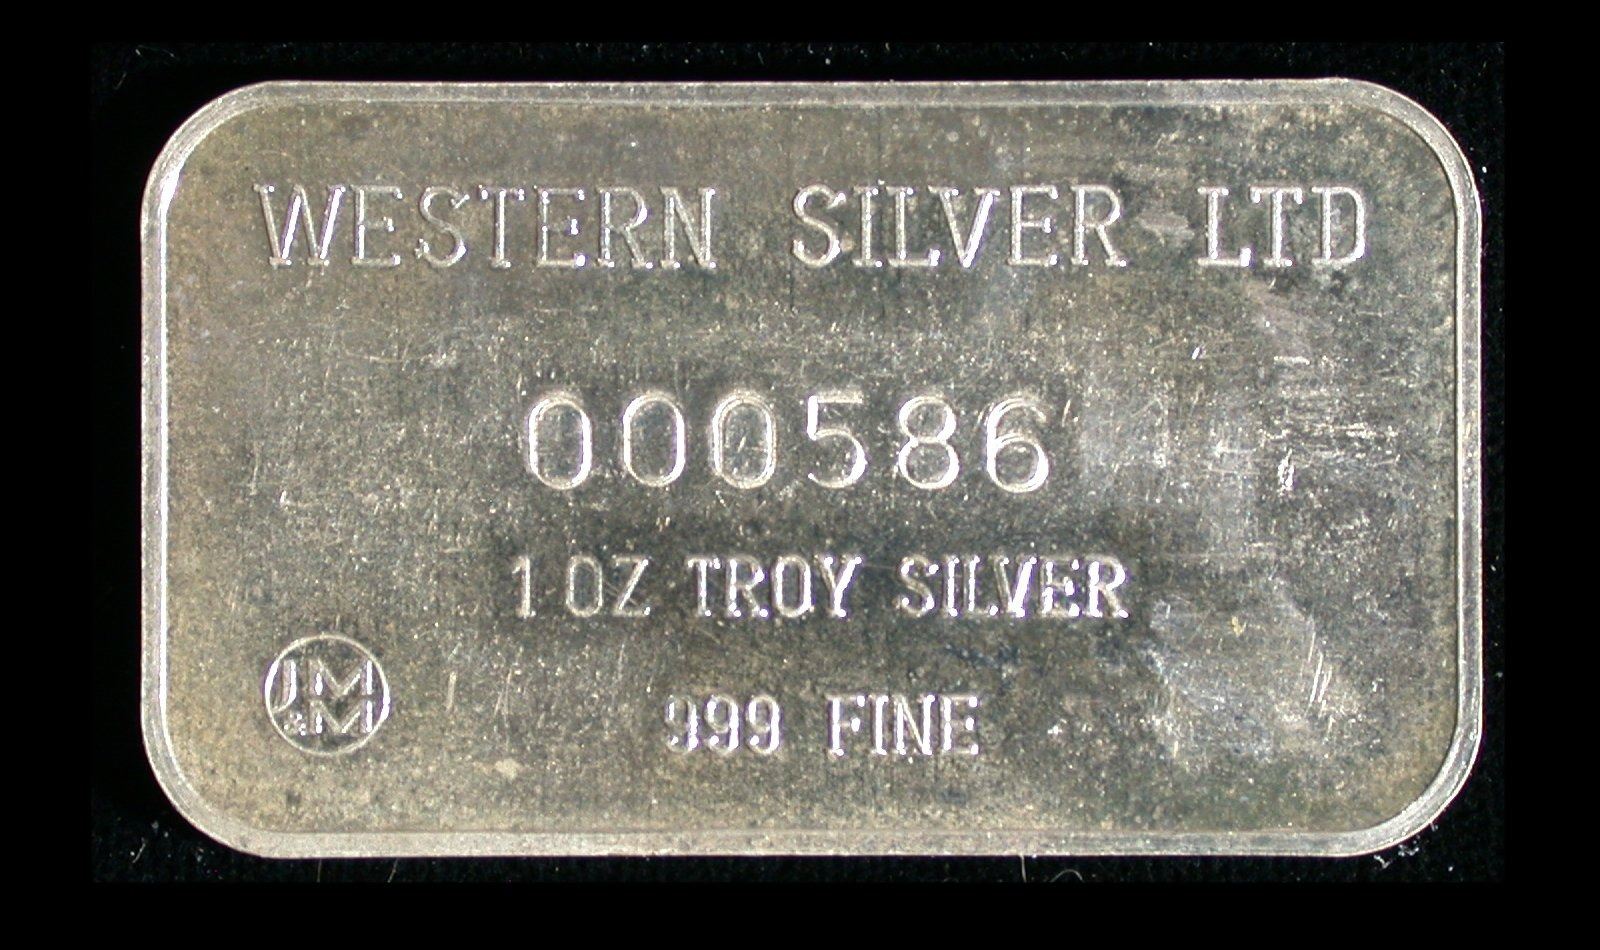 WESTERN SILVER LTD
000586
1 OZ TROY SILVER
JM
&M
999 FINE